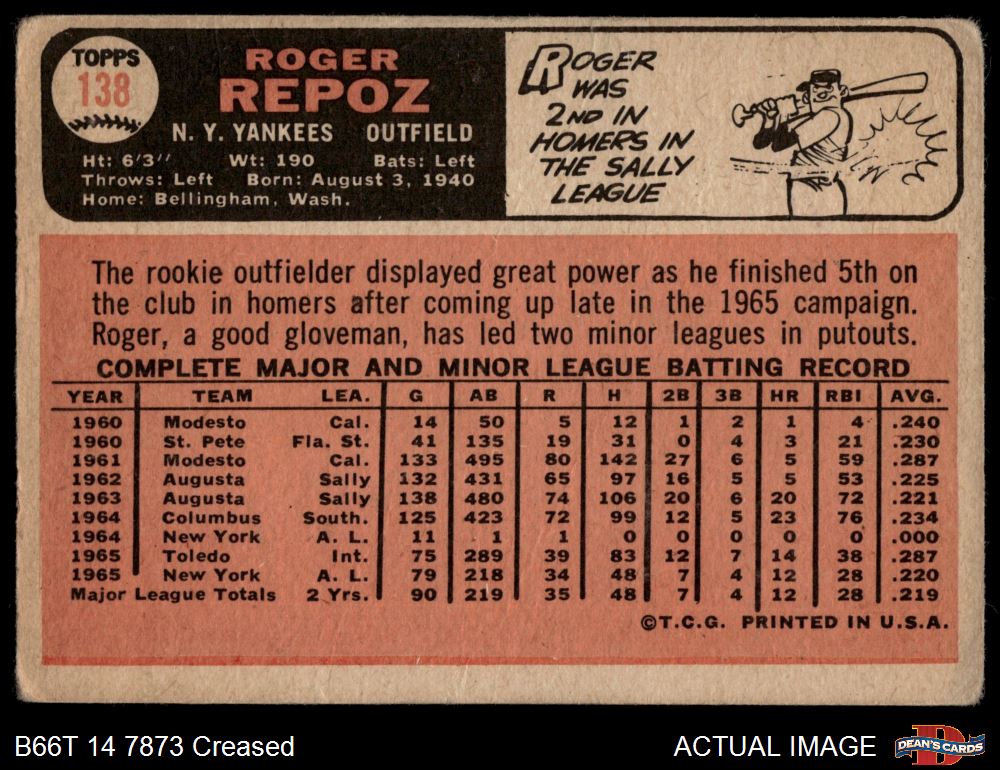 TOPPS
138
ROGER
REPOZ
N. Y. YANKEES OUTFIELD
Ht: 6'3" Wt: 190 Bats: Left
Throws: Left Born: August 3, 1940
Home: Bellingham, Wash.
ROGER
WAS
2ND IN
HOMERS IN
THE SALLY
LEAGUE
The rookie outfielder displayed great power as he finished 5th on
the club in homers after coming up late in the 1965 campaign.
Roger, a good gloveman, has led two minor leagues in putouts.
COMPLETE MAJOR AND MINOR LEAGUE BATTING RECORD
YEAR TEAM LEA. G AB R H 2B 3B HR RBI AVG.
1960 Modesto Cal. 14 50 5 12 1 2 1 4 .240
1960 St. Pete Fla. St. 41 135 19 31 0 4 3 21 .230
1961 Modesto Cal. 133 495 80 142 27 6 5 59 .287
1962 Augusta Sally 132 431 65 97 16 5 5 53 .225
1963 Augusta Sally 138 480 74 106 20 6 20 72 .221
1964 Columbus South. 125 423 72 99 12 5 23 76 .234
1964 New York A. L. 11 1 1 0 0 0 0 0 .000
1965 Toledo Int. 75 289 39 83 12 7 14 38 .287
1965 New York A. L. 79 218 34 48 7 4 12 28 .220
Major League Totals 2 Yrs. 90 219 35 48 7 4 12 28 .219
©T.C.G. PRINTED IN U.S.A.
B66T 14 7873 Creased
ACTUAL IMAGE
DEAN'S CARDS